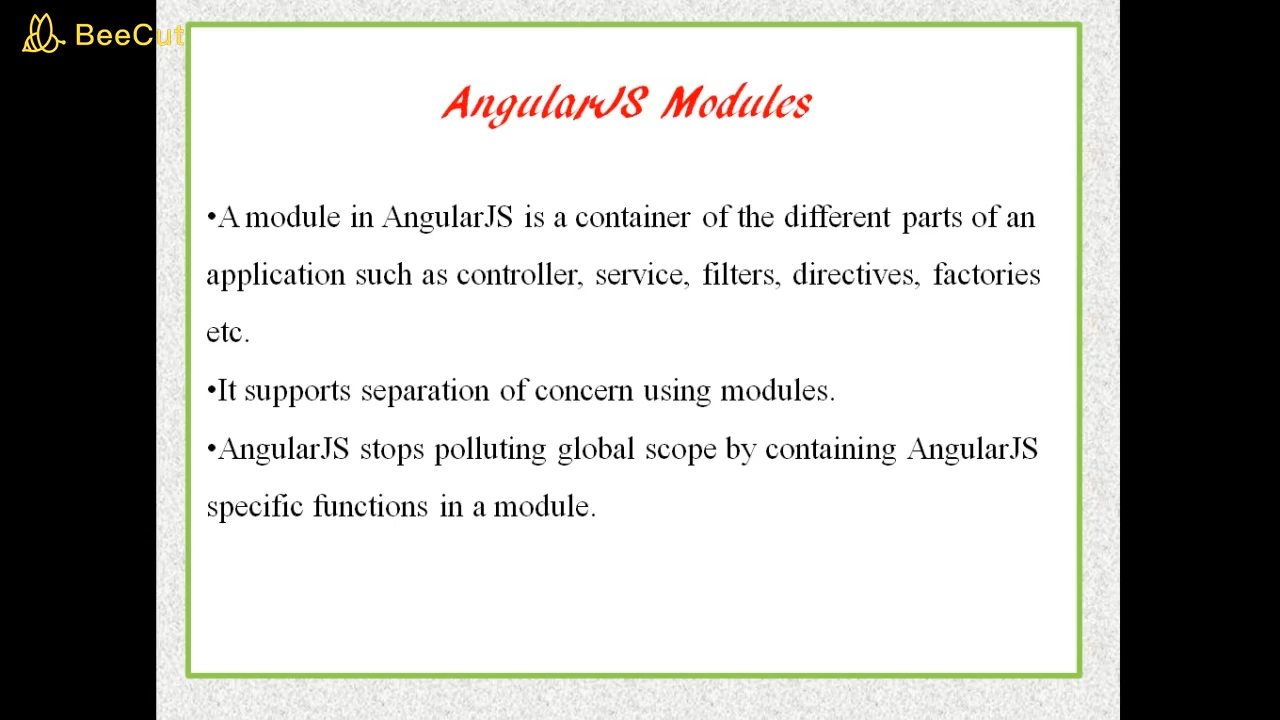 BeeCut
AngularJS Modules
•A module in AngularJS is a container of the different parts of an
application such as controller, service, filters, directives, factories
etc.
•It supports separation of concern using modules.
•AngularJS stops polluting global scope by containing AngularJS
specific functions in a module.